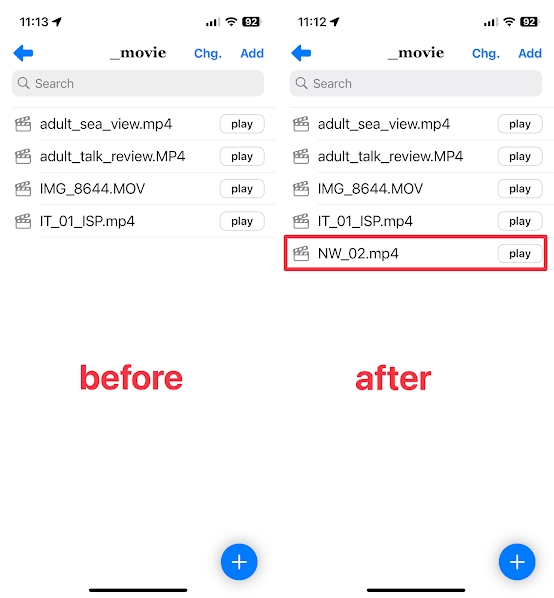 11:13
92
_movie
Chg.
Add
Search
adult_sea_view.mp4
play
adult_talk_review.MP4
play
IMG_8644.MOV
play
IT_01_ISP.mp4
play
before
11:12
92
_movie
Chg.
Add
Search
adult_sea_view.mp4
play
adult_talk_review.MP4
play
IMG_8644.MOV
play
IT_01_ISP.mp4
play
NW_02.mp4
play
after